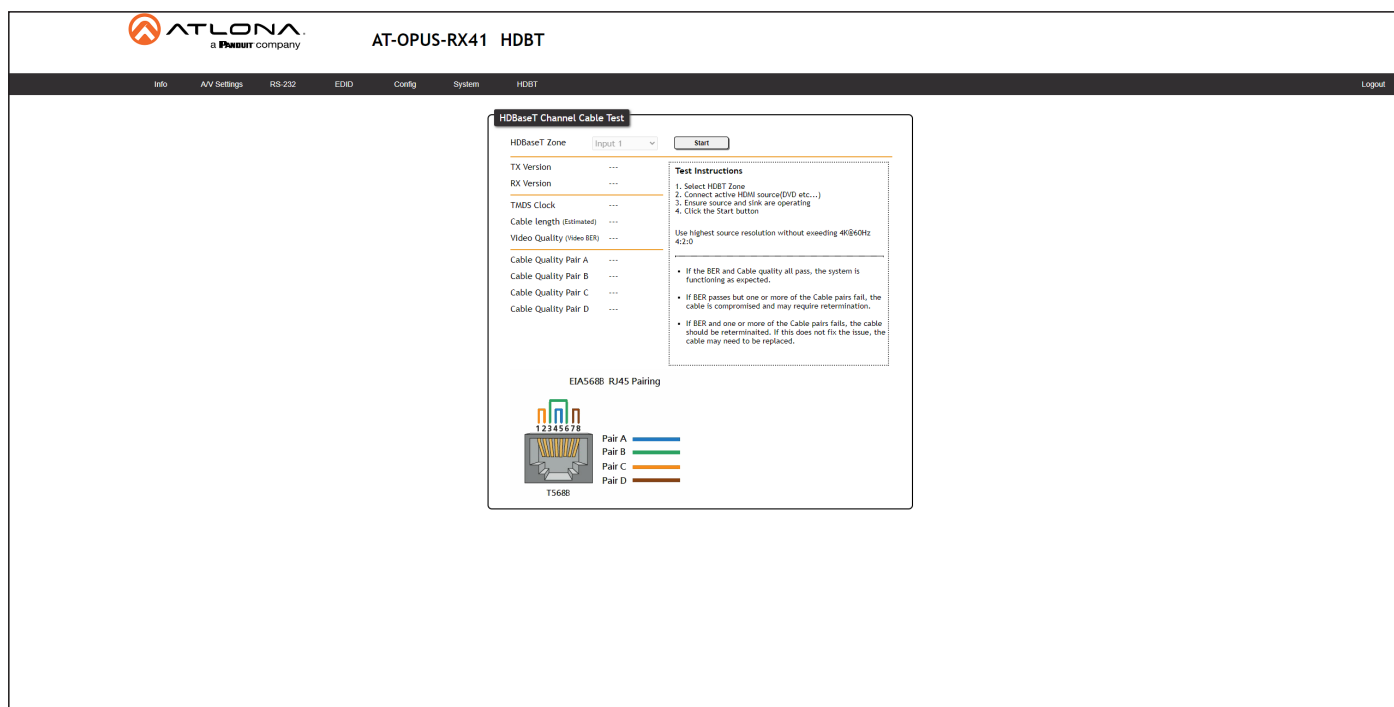 ATLONA.
a PANDUIT company
AT-OPUS-RX41 HDBT
Info A/V Settings RS-232 EDID Config System HDBT Logout
HDBaseT Channel Cable Test
HDBaseT Zone Input 1 Start
TX Version ---
RX Version ---
TMDS Clock ---
Cable length (Estimated) ---
Video Quality (Video BER) ---
Cable Quality Pair A ---
Cable Quality Pair B ---
Cable Quality Pair C ---
Cable Quality Pair D ---
Test Instructions
1. Select HDBT Zone
2. Connect active HDMI source(DVD etc...)
3. Ensure source and sink are operating
4. Click the Start button
Use highest source resolution without exeeding 4K@60Hz
4:2:0
• If the BER and Cable quality all pass, the system is
functioning as expected.
• If BER passes but one or more of the Cable pairs fail, the
cable is compromised and may require retermination.
• If BER and one or more of the Cable pairs fails, the cable
should be reterminaited. If this does not fix the issue, the
cable may need to be replaced.
EIA568B RJ45 Pairing
12345678
Pair A
Pair B
Pair C
Pair D
T568B